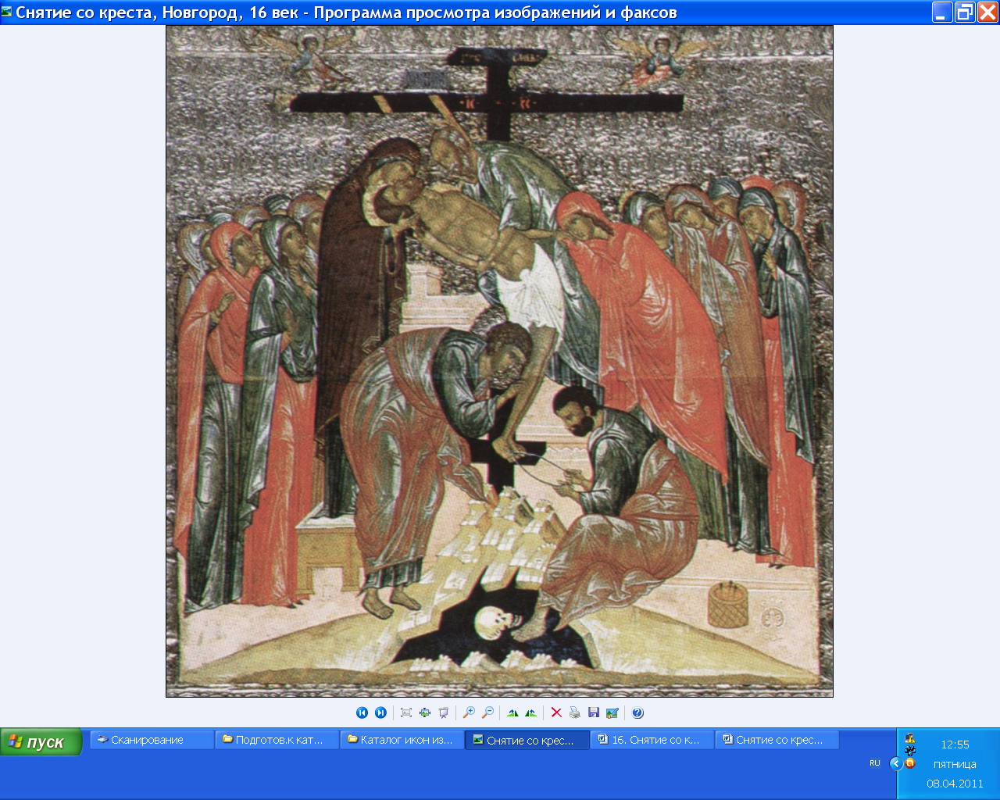 Снятие со креста, Новгород, 16 век - Программа просмотра изображений и факсов
пуск
Сканирование
Подготов.к кат...
Каталог икон из...
Снятие со крес...
16. Снятие со к...
Снятие со крес...
RU
12:55
пятница
08.04.2011